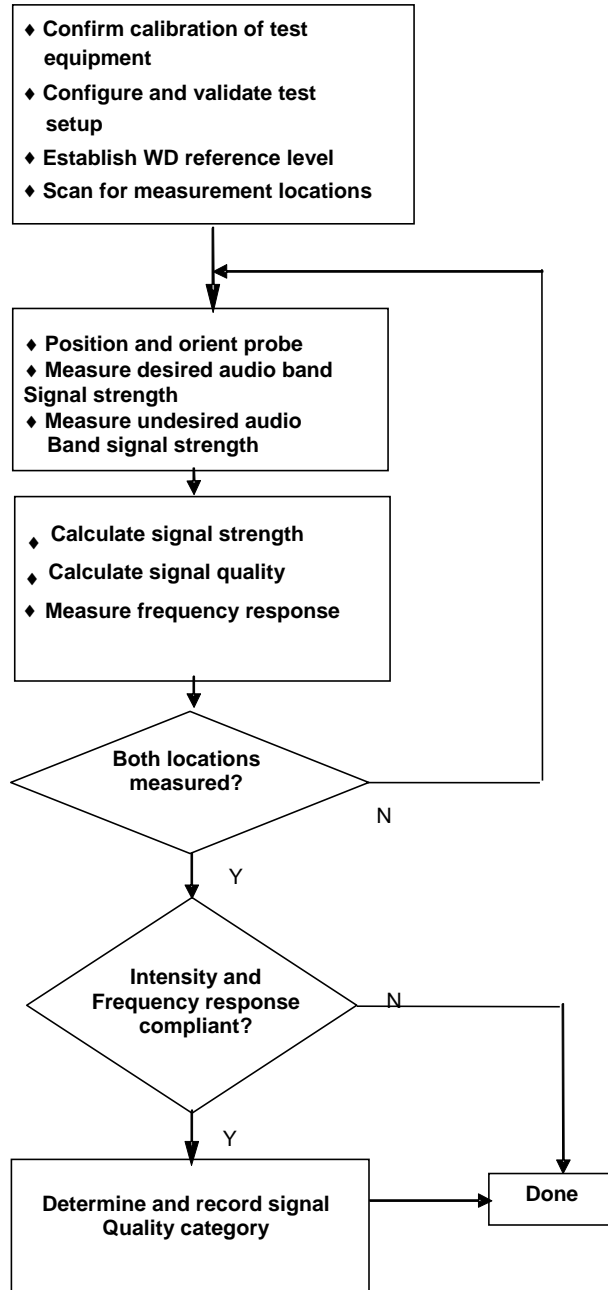 ♦ Confirm calibration of test
equipment
♦ Configure and validate test
setup
♦ Establish WD reference level
♦ Scan for measurement locations
♦ Position and orient probe
♦ Measure desired audio band
Signal strength
♦ Measure undesired audio
Band signal strength
♦ Calculate signal strength
♦ Calculate signal quality
♦ Measure frequency response
Both locations
measured?
N
Y
Intensity and
Frequency response
compliant?
N
Y
Determine and record signal
Quality category
Done